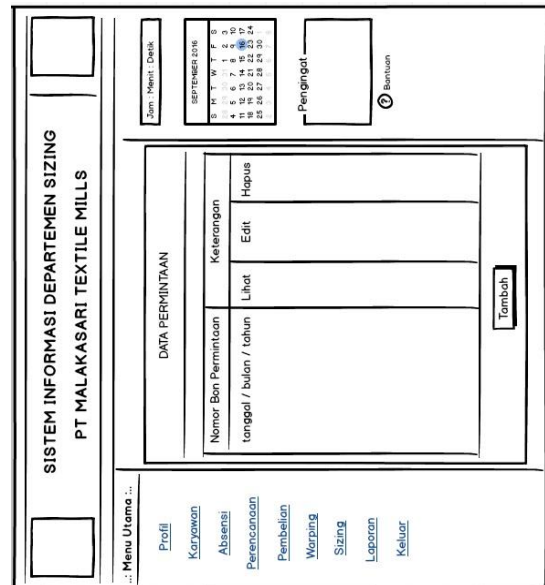 SISTEM INFORMASI DEPARTEMEN SIZING
PT MALAKASARI TEXTILE MILLS
..: Menu Utama :..
Profil
Karyawan
Absensi
Perencanaan
Pembelian
Warping
Sizing
Laporan
Keluar
DATA PERMINTAAN
Nomor Bon Permintaan Keterangan
Lihat Edit Hapus
tanggal / bulan / tahun
Tambah
Jam : Menit : Detik
SEPTEMBER 2016
S M T W T F S
1 2 3
4 5 6 7 8 9 10
11 12 13 14 15 16 17
18 19 20 21 22 23 24
25 26 27 28 29 30
Pengingat
? Bantuan